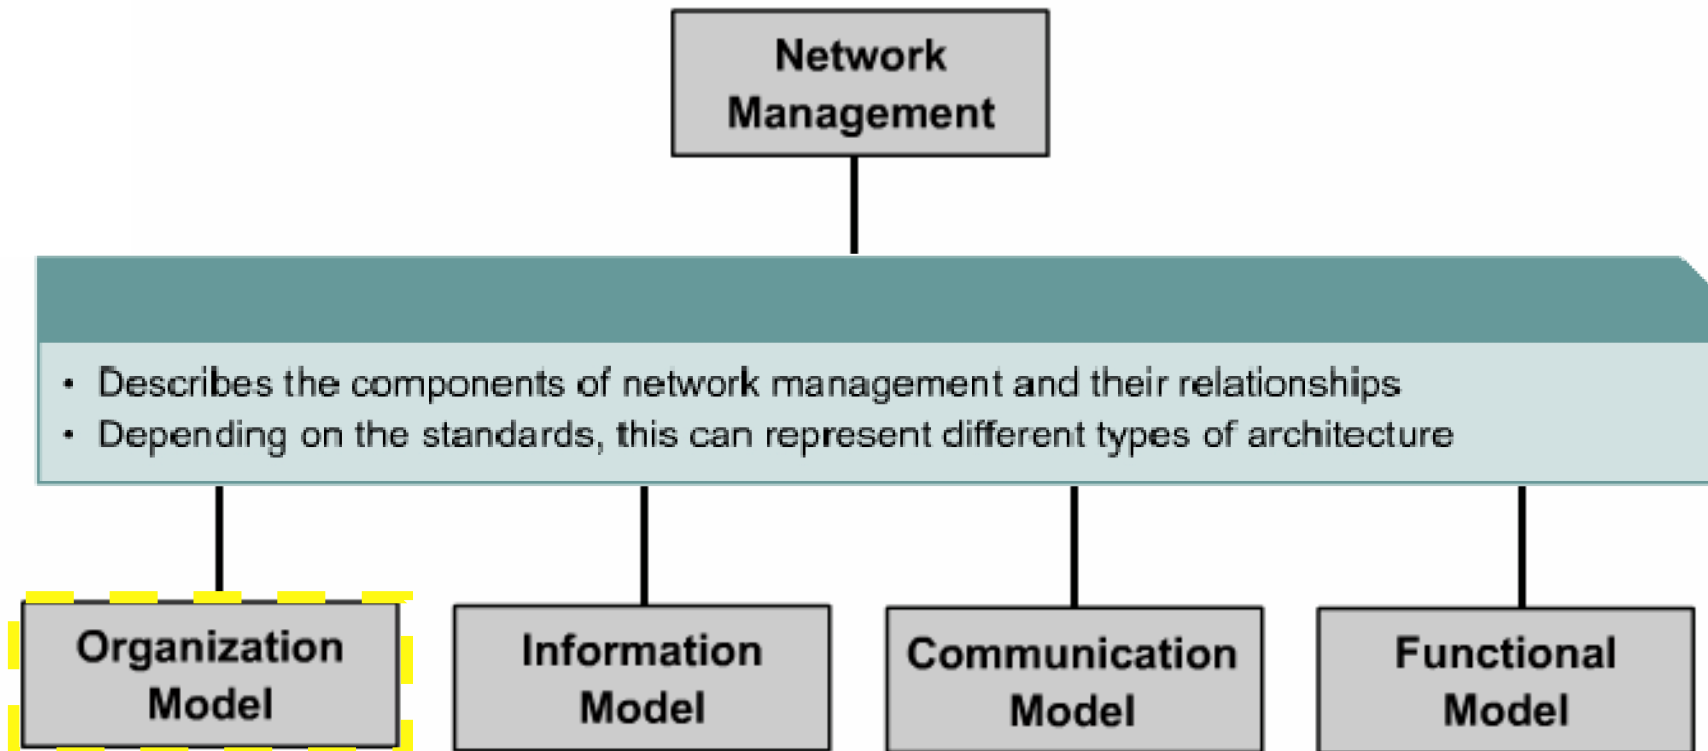 Network
Management
• Describes the components of network management and their relationships
• Depending on the standards, this can represent different types of architecture
Organization
Model
Information
Model
Communication
Model
Functional
Model